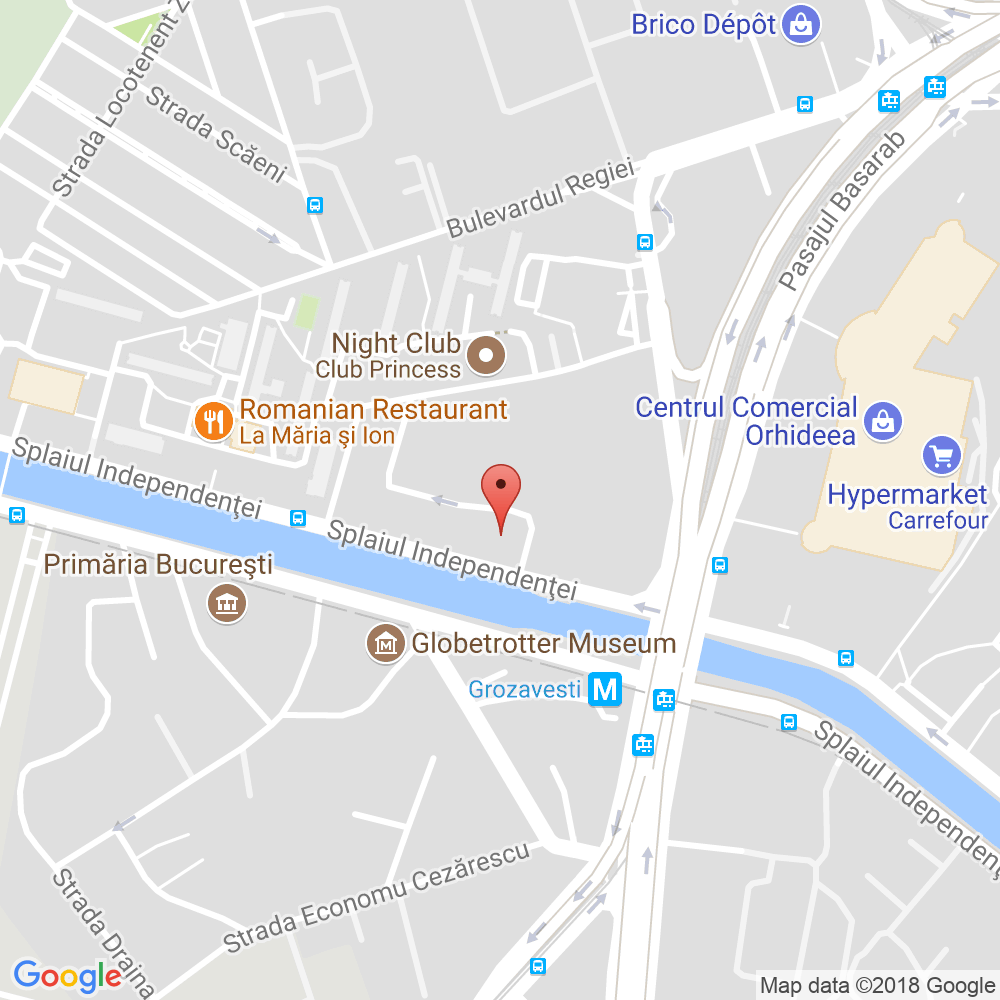 Brico Dépôt
Strada Locotenent Z
Strada Scăeni
Bulevardul Regiei
Pasajul Basarab
Night Club
Club Princess
Romanian Restaurant
La Măria şi Ion
Centrul Comercial
Orhideea
Hypermarket
Carrefour
Splaiul Independenţei
Splaiul Independenţei
Primăria Bucureşti
Globetrotter Museum
Grozavesti M
Splaiul Independenţ
Strada Economu Cezărescu
Strada Draina
Google
Map data ©2018 Google